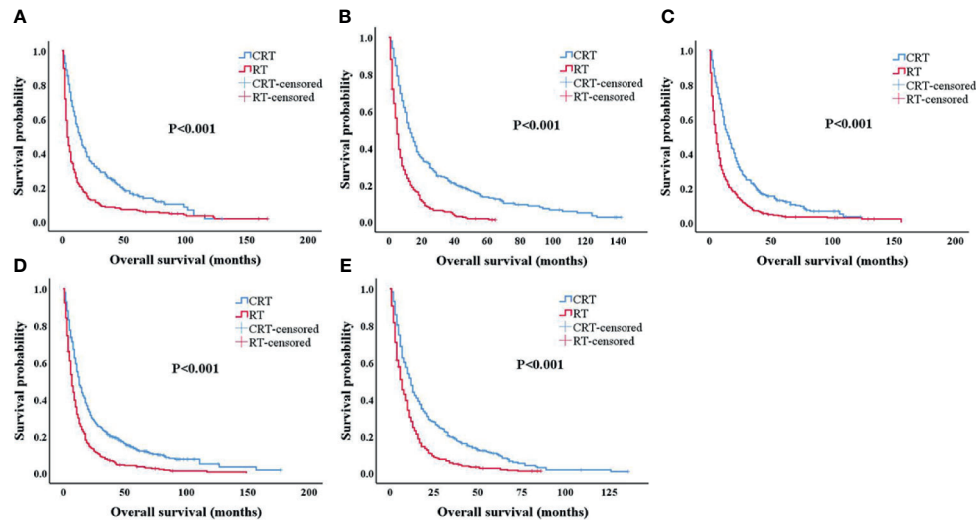 A
1.0
0.8
0.6
0.4
0.2
0.0
Survival probability
CRT
RT
CRT-censored
RT-censored
P<0.001
0 50 100 150 200
Overall survival (months)
B
1.0
0.8
0.6
0.4
0.2
0.0
Survival probability
CRT
RT
CRT-censored
RT-censored
P<0.001
0 20 40 60 80 100 120 140
Overall survival (months)
C
1.0
0.8
0.6
0.4
0.2
0.0
Survival probability
CRT
RT
CRT-censored
RT-censored
P<0.001
0 50 100 150 200
Overall survival (months)
D
1.0
0.8
0.6
0.4
0.2
0.0
Survival probability
CRT
RT
CRT-censored
RT-censored
P<0.001
0 50 100 150 200
Overall survival (months)
E
1.0
0.8
0.6
0.4
0.2
0.0
Survival probability
CRT
RT
CRT-censored
RT-censored
P<0.001
0 25 50 75 100 125
Overall survival (months)